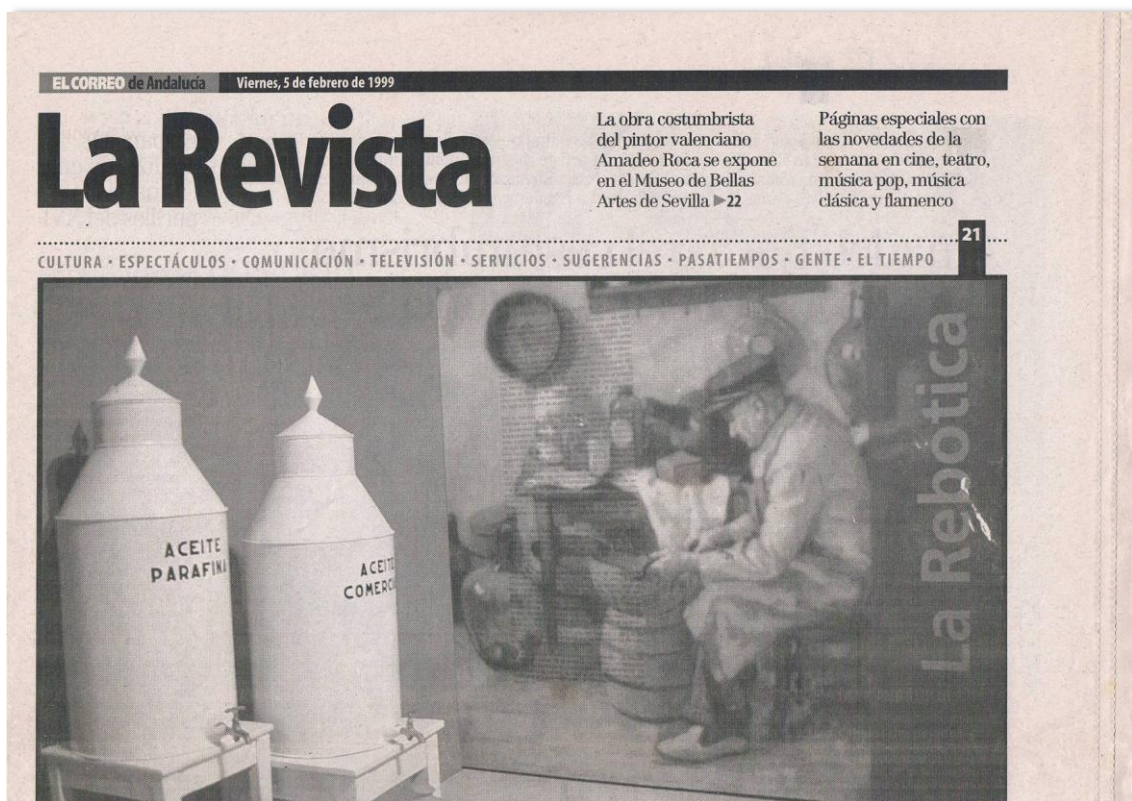 EL CORREO de Andalucía Viernes, 5 de febrero de 1999
La Revista
La obra costumbrista
del pintor valenciano
Amadeo Roca se expone
en el Museo de Bellas
Artes de Sevilla ▶22
Páginas especiales con
las novedades de la
semana en cine, teatro,
música pop, música
clásica y flamenco
21
CULTURA · ESPECTÁCULOS · COMUNICACIÓN · TELEVISIÓN · SERVICIOS · SUGERENCIAS · PASATIEMPOS · GENTE · EL TIEMPO
ACEITE
PARAFINA
ACEITE
COMERC
La Rebotica